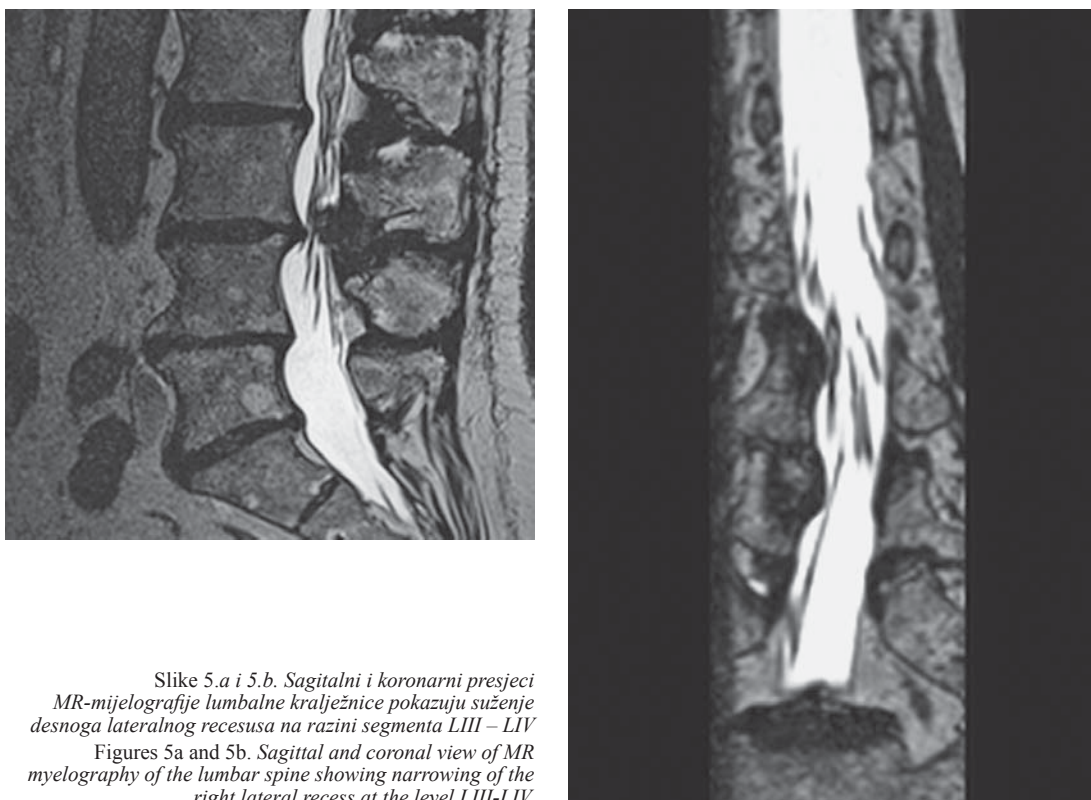 Slike 5.a i 5.b. Sagitalni i koronarni presjeci
MR-mijelografije lumbalne kralježnice pokazuju suženje
desnoga lateralnog recesusa na razini segmenta LIII – LIV
Figures 5a and 5b. Sagittal and coronal view of MR
myelography of the lumbar spine showing narrowing of the
right lateral recess at the level LIII-LIV